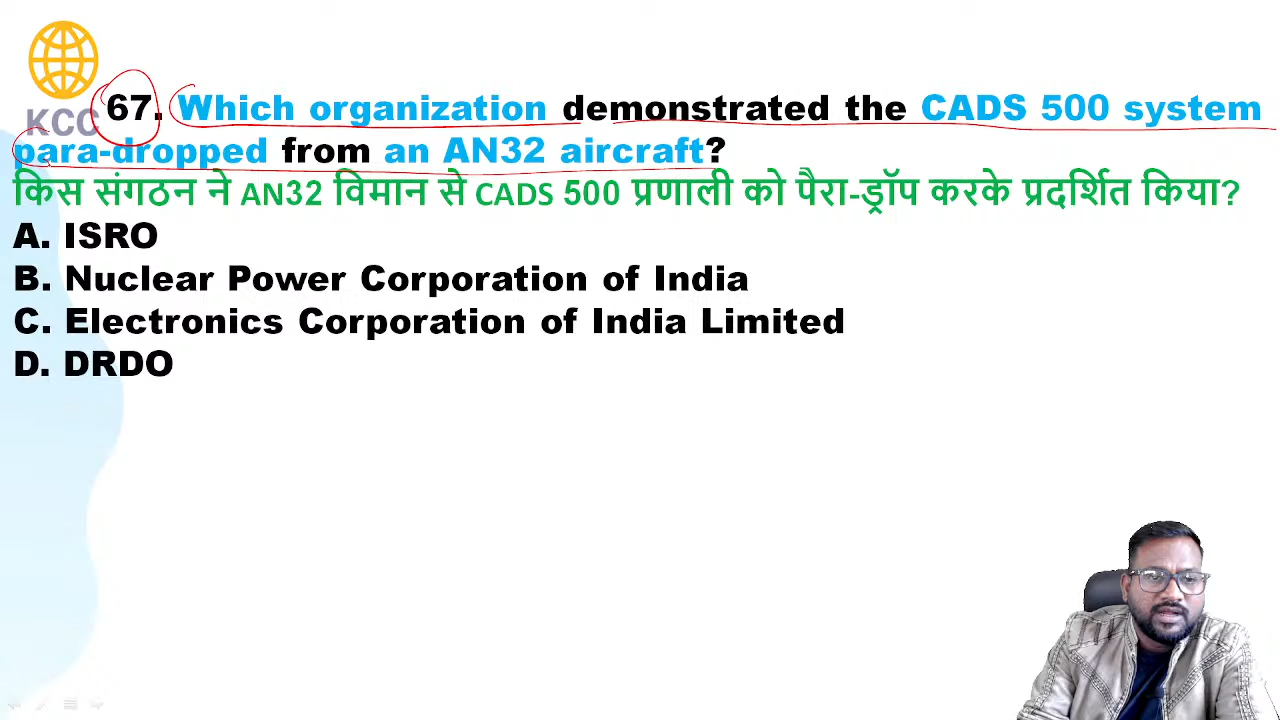 KCC
67. Which organization demonstrated the CADS 500 system
para-dropped from an AN32 aircraft?
किस संगठन ने AN32 विमान से CADS 500 प्रणाली को पैरा-ड्रॉप करके प्रदर्शित किया?
A. ISRO
B. Nuclear Power Corporation of India
C. Electronics Corporation of India Limited
D. DRDO